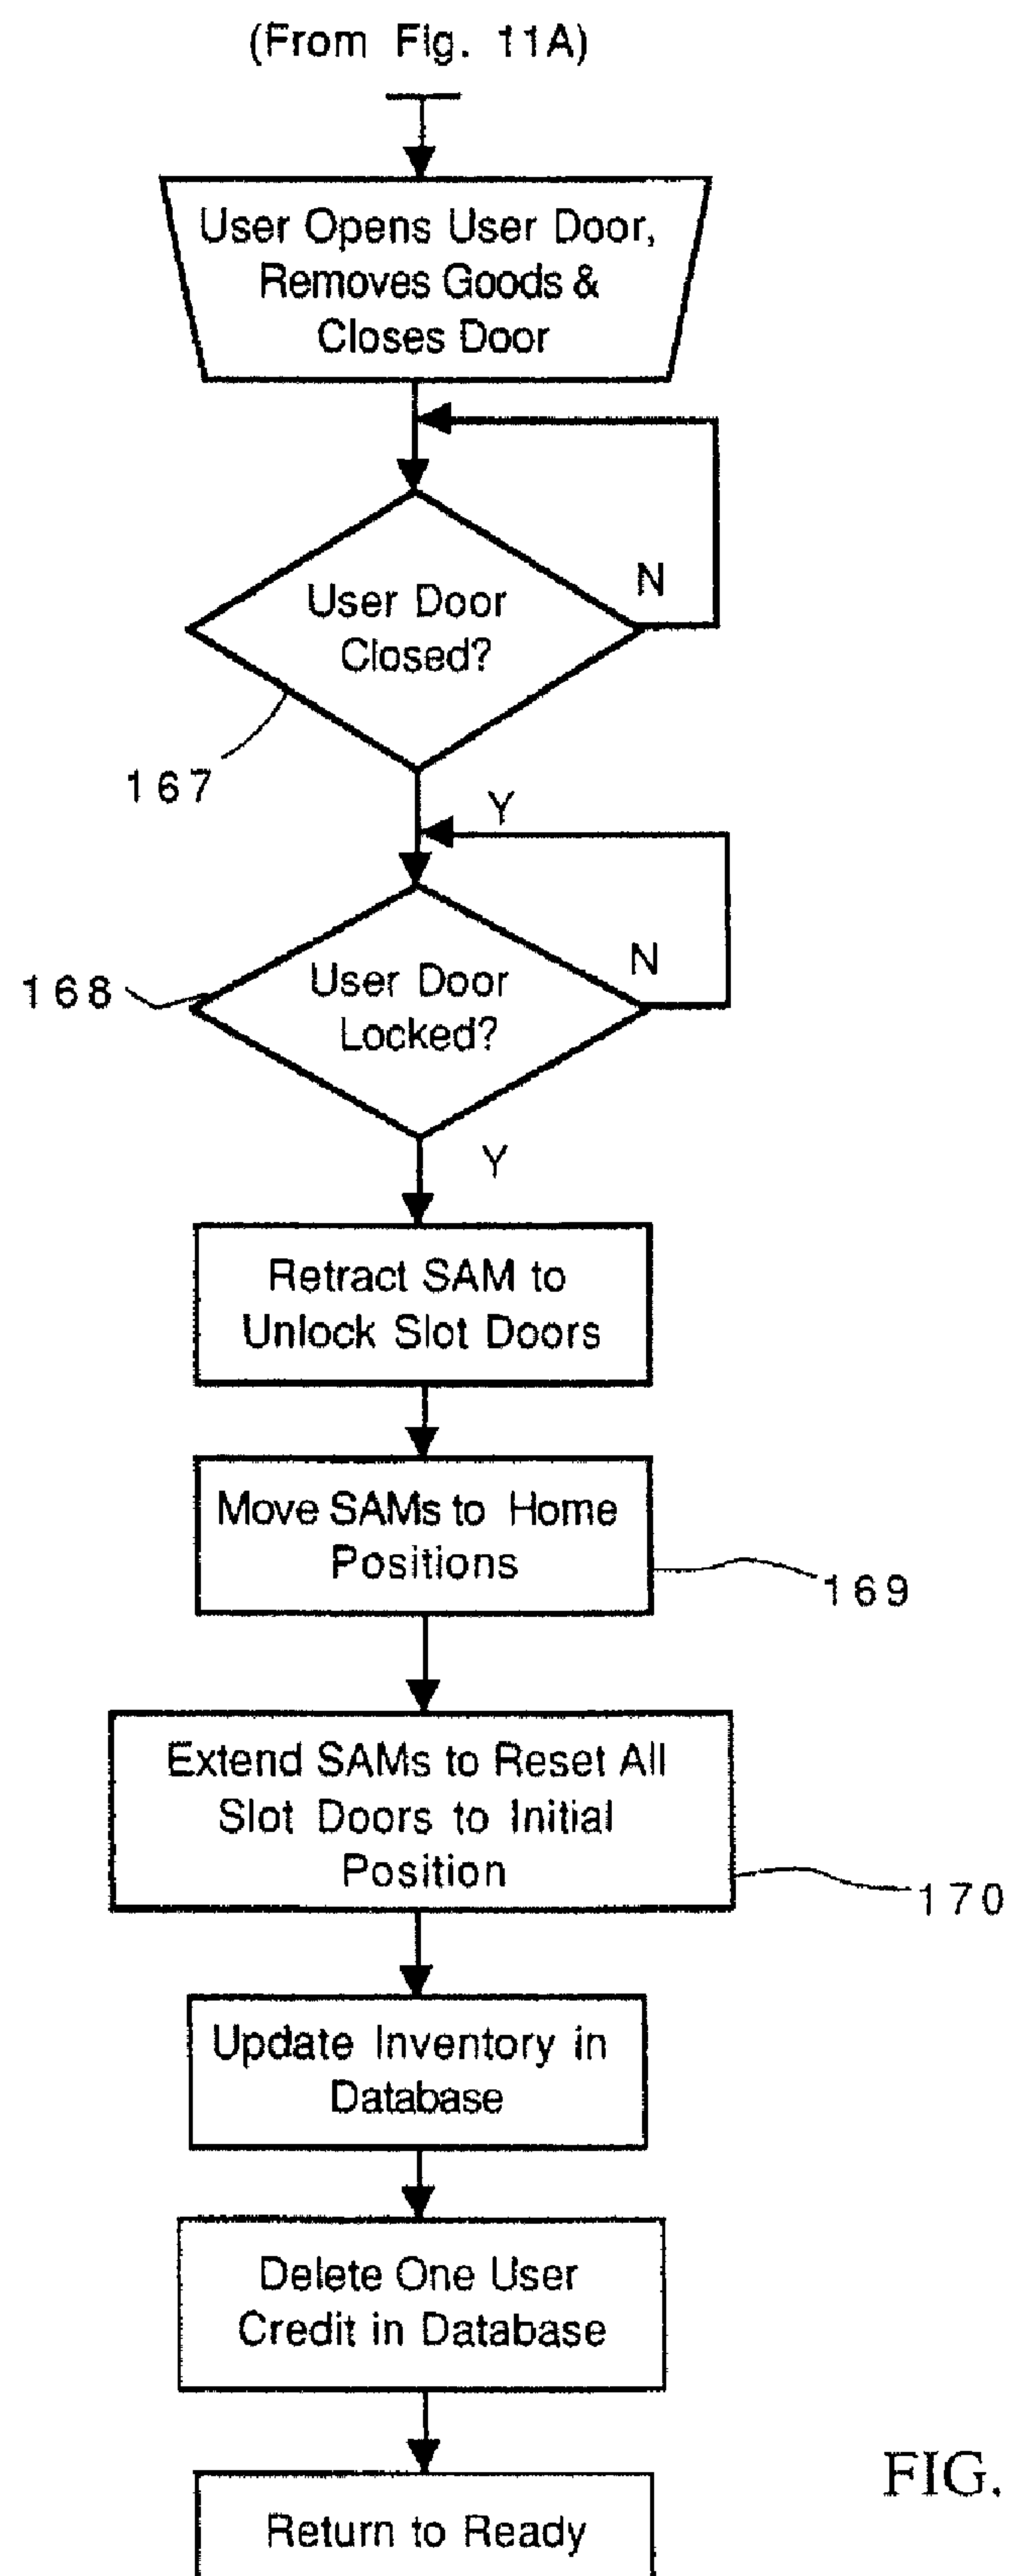 (From Fig. 11A)
User Opens User Door,
Removes Goods &
Closes Door
N
User Door
Closed?
167
Y
N
168
User Door
Locked?
Y
Retract SAM to
Unlock Slot Doors
Move SAMs to Home
Positions
169
Extend SAMs to Reset All
Slot Doors to Initial
Position
170
Update Inventory in
Database
Delete One User
Credit in Database
FIG.
Return to Ready